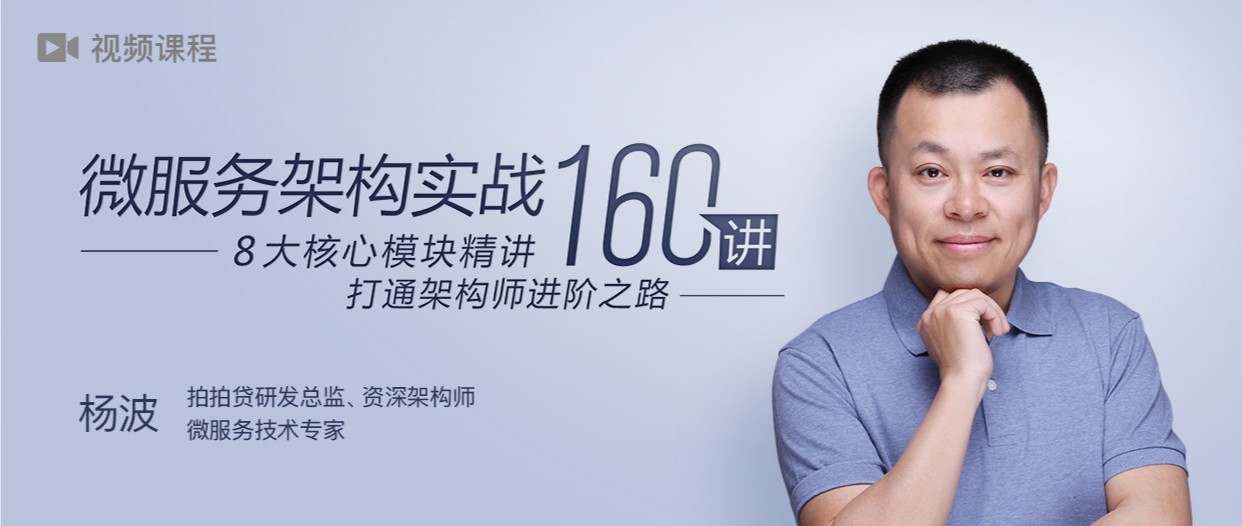 视频课程
微服务架构实战160讲
8大核心模块精讲
打通架构师进阶之路
杨波
拍拍贷研发总监、资深架构师
微服务技术专家